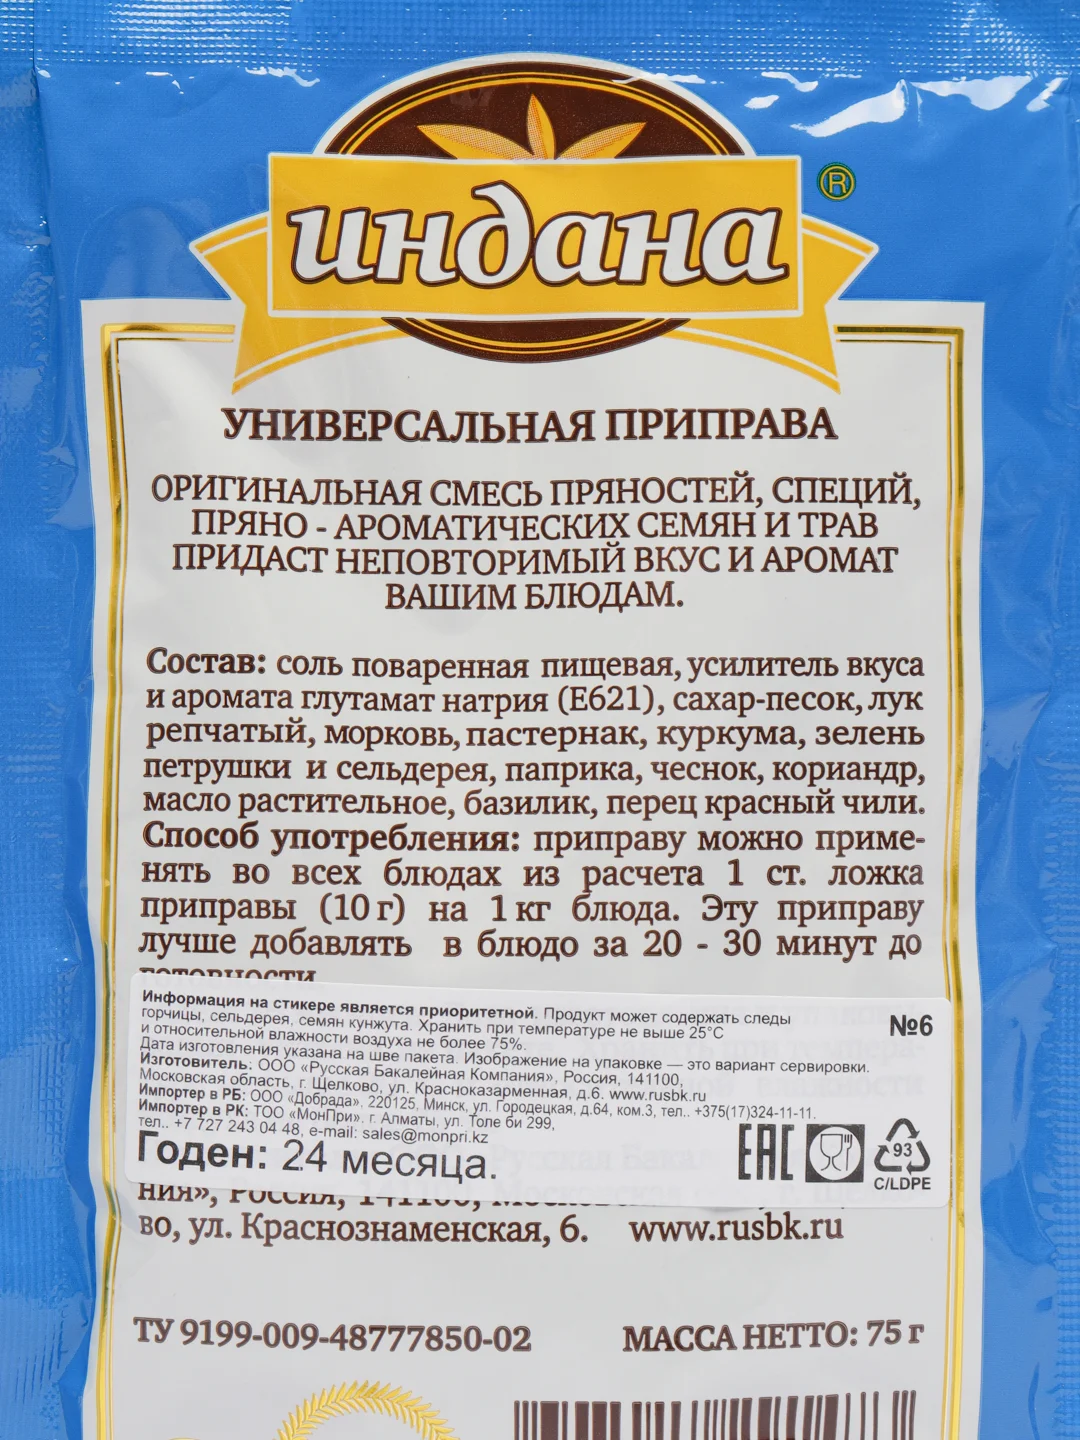 индана
®
УНИВЕРСАЛЬНАЯ ПРИПРАВА
ОРИГИНАЛЬНАЯ СМЕСЬ ПРЯНОСТЕЙ, СПЕЦИЙ,
ПРЯНО - АРОМАТИЧЕСКИХ СЕМЯН И ТРАВ
ПРИДАСТ НЕПОВТОРИМЫЙ ВКУС И АРОМАТ
ВАШИМ БЛЮДАМ.
Состав: соль поваренная пищевая, усилитель вкуса
и аромата глутамат натрия (Е621), сахар-песок, лук
репчатый, морковь, пастернак, куркума, зелень
петрушки и сельдерея, паприка, чеснок, кориандр,
масло растительное, базилик, перец красный чили.
Способ употребления: приправу можно приме-
нять во всех блюдах из расчета 1 ст. ложка
приправы (10 г) на 1 кг блюда. Эту приправу
лучше добавлять в блюдо за 20 - 30 минут до
готовности
Информация на стикере является приоритетной. Продукт может содержать следы
горчицы, сельдерея, семян кунжута. Хранить при температуре не выше 25°С
и относительной влажности воздуха не более 75%.
Дата изготовления указана на шве пакета. Изображение на упаковке — это вариант сервировки.
Изготовитель: ООО «Русская Бакалейная Компания», Россия, 141100,
Московская область, г. Щелково, ул. Красноказарменная, д.6. www.rusbk.ru
Импортер в РБ: ООО «Добрада». 220125, Минск, ул. Городецкая, д.64, ком.3, тел.. +375(17)324-11-11.
Импортер в РК: ТОО «МонПри». г. Алматы, ул. Толе би 299,
тел.. +7 727 243 04 48, e-mail: sales@monpri.kz
Годен: 24 месяца.
№6
EAC
93
C/LDPE
ния», Россия, 141100,
во, ул. Краснознаменская, 6. www.rusbk.ru
ТУ 9199-009-48777850-02
МАССА НЕТТО: 75 г